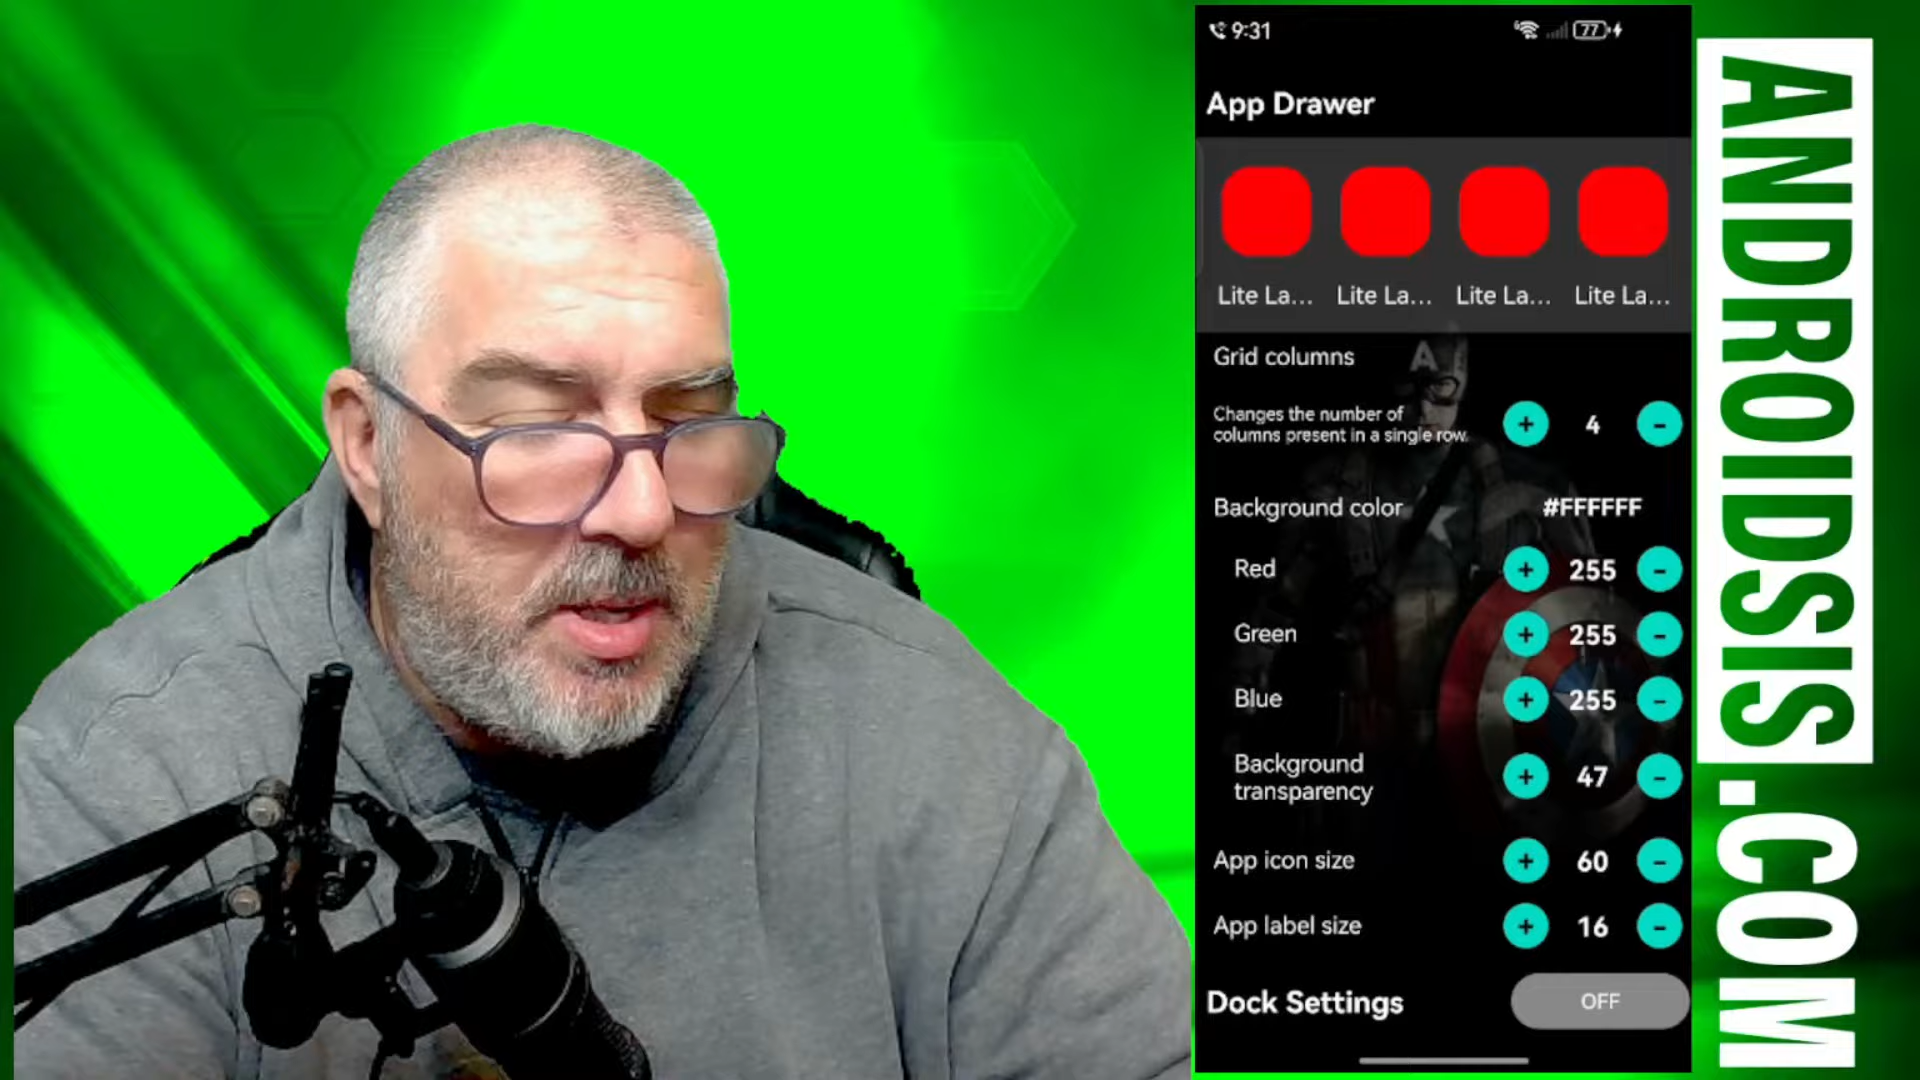 9:31
77
App Drawer
Lite La... Lite La... Lite La... Lite La...
Grid columns
Changes the number of
columns present in a single row.
+ 4 -
Background color #FFFFFF
Red + 255 -
Green + 255 -
Blue + 255 -
Background
transparency
+ 47 -
App icon size + 60 -
App label size + 16 -
Dock Settings OFF
A
ANDROIDSIS.COM